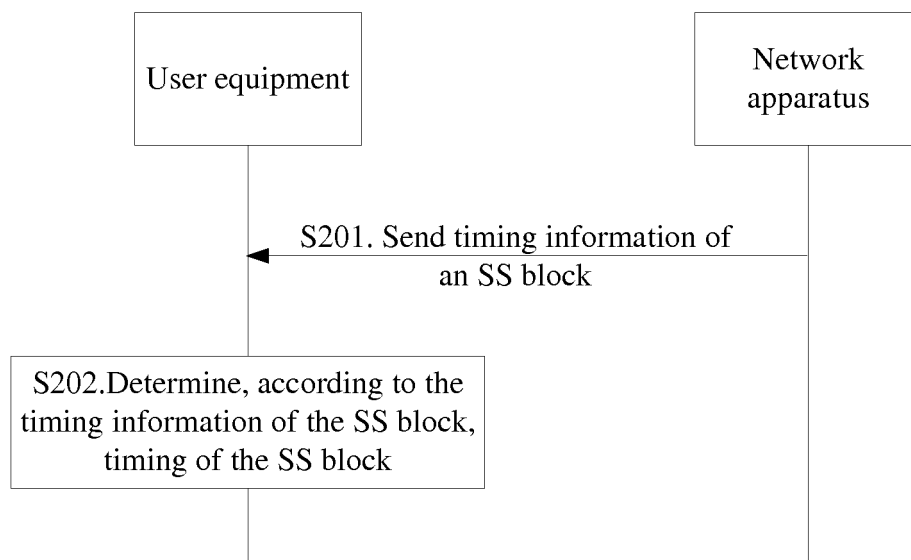 User equipment
Network
apparatus
S201. Send timing information of
an SS block
S202.Determine, according to the
timing information of the SS block,
timing of the SS block